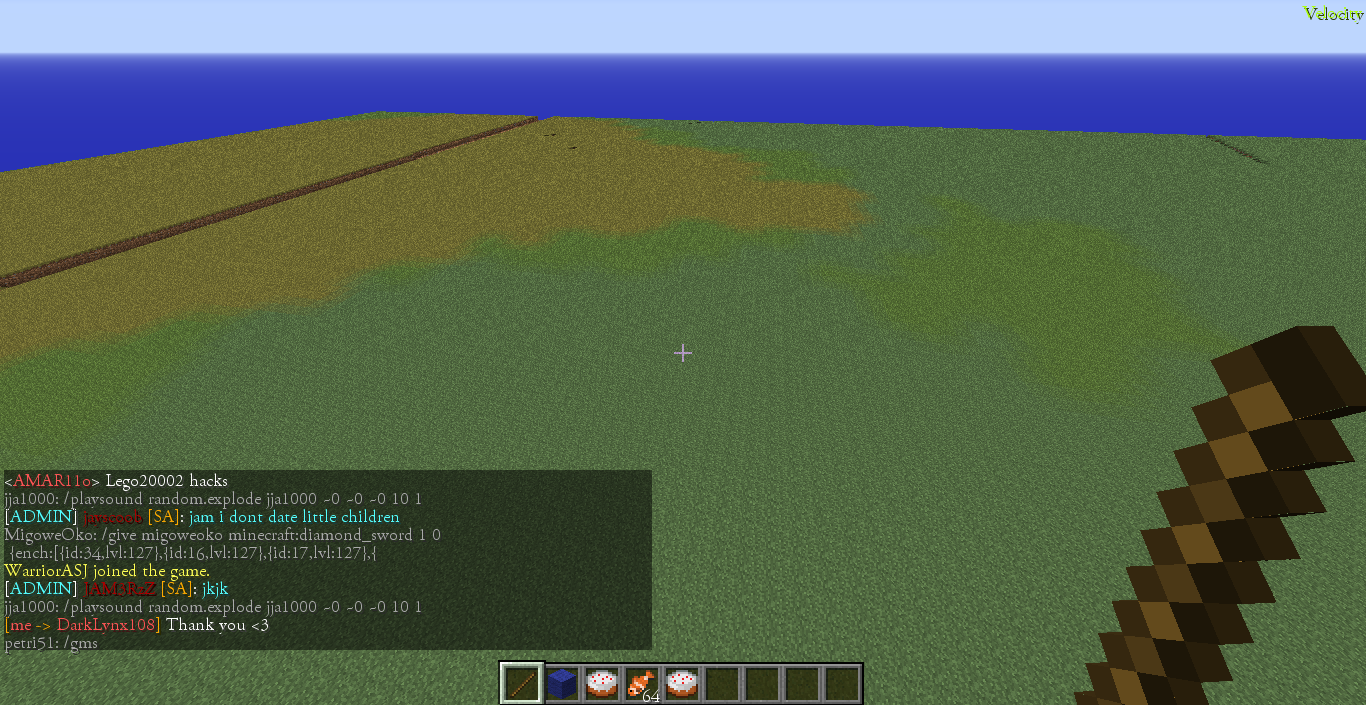 Velocity
<AMAR11o> Lego20002 hacks
jja1000: /playsound random.explode jja1000 ~0 ~0 ~0 10 1
[ADMIN] [SA]: jam i dont date little children
MigoweOko: /give migoweoko minecraft:diamond_sword 1 0
{ench:[{id:34,lvl:127},{id:16,lvl:127},{id:17,lvl:127},{
WarriorASJ joined the game.
[ADMIN] [SA]: jkjk
jja1000: /playsound random.explode jja1000 ~0 ~0 ~0 10 1
[me -> DarkLynx108] Thank you <3
petri51: /gms
64